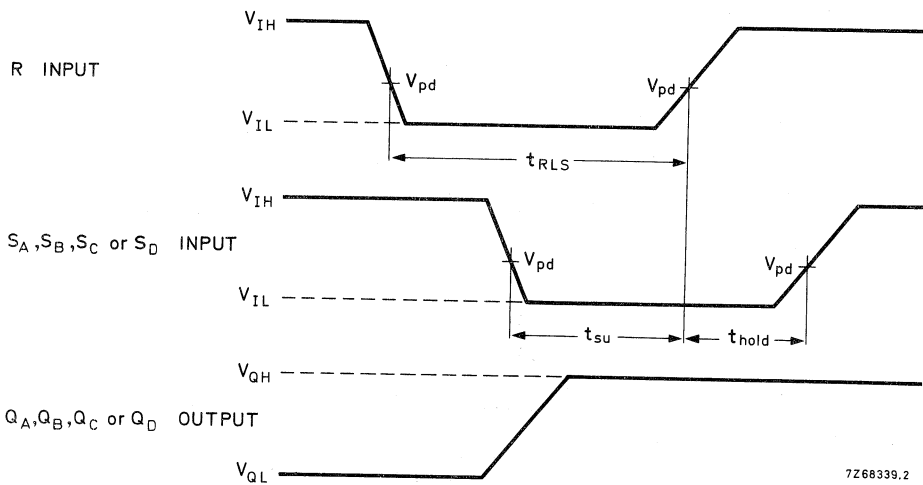 V_IH
R INPUT
V_pd
V_pd
V_IL
t_RLS
V_IH
S_A,S_B,S_C or S_D INPUT
V_pd
V_pd
V_IL
t_su
t_hold
V_QH
Q_A,Q_B,Q_C or Q_D OUTPUT
V_QL
7Z68339.2